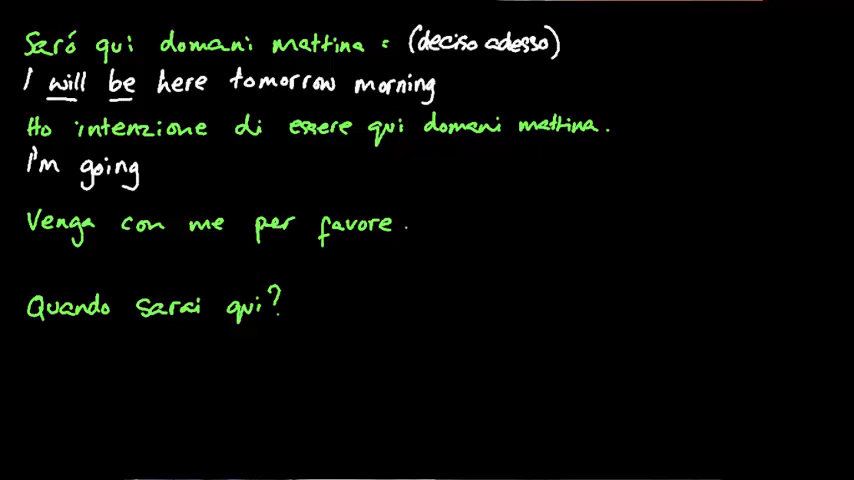 Saró qui domani mattina = (deciso adesso)
I will be here tomorrow morning
Ho intenzione di essere qui domani mattina.
I'm going
Venga con me per favore.
Quando sarai qui?